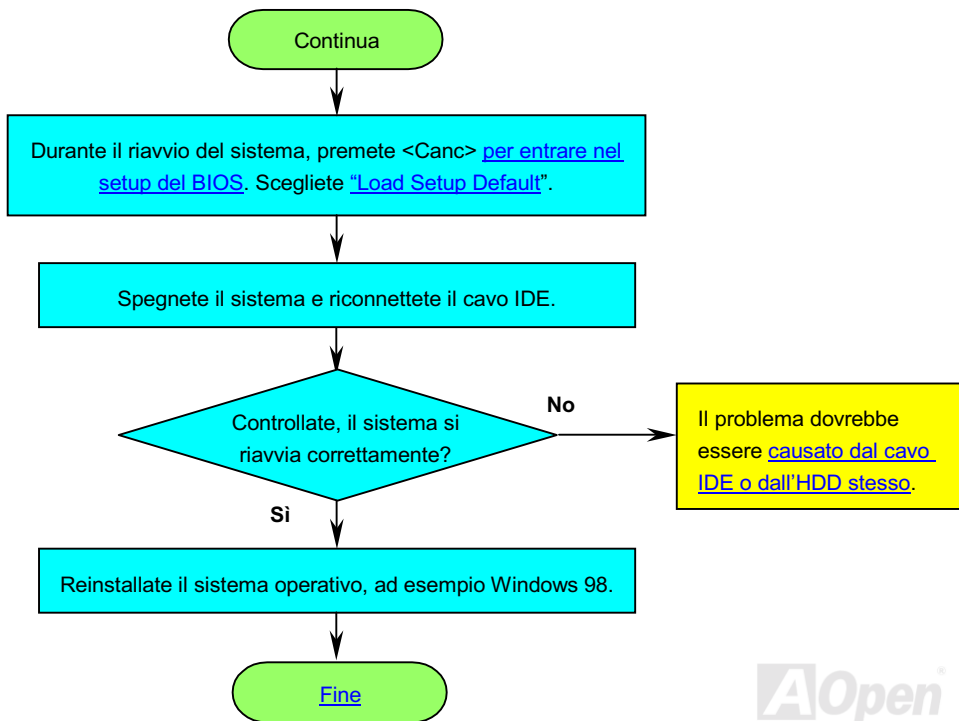 Continua
Durante il riavvio del sistema, premete <Canc> per entrare nel
setup del BIOS. Scegliete “Load Setup Default”.
Spegnete il sistema e riconnettete il cavo IDE.
Controllate, il sistema si
riavvia correttamente?
No
Il problema dovrebbe
essere causato dal cavo
IDE o dall’HDD stesso.
Sì
Reinstallate il sistema operativo, ad esempio Windows 98.
Fine
AOpen®